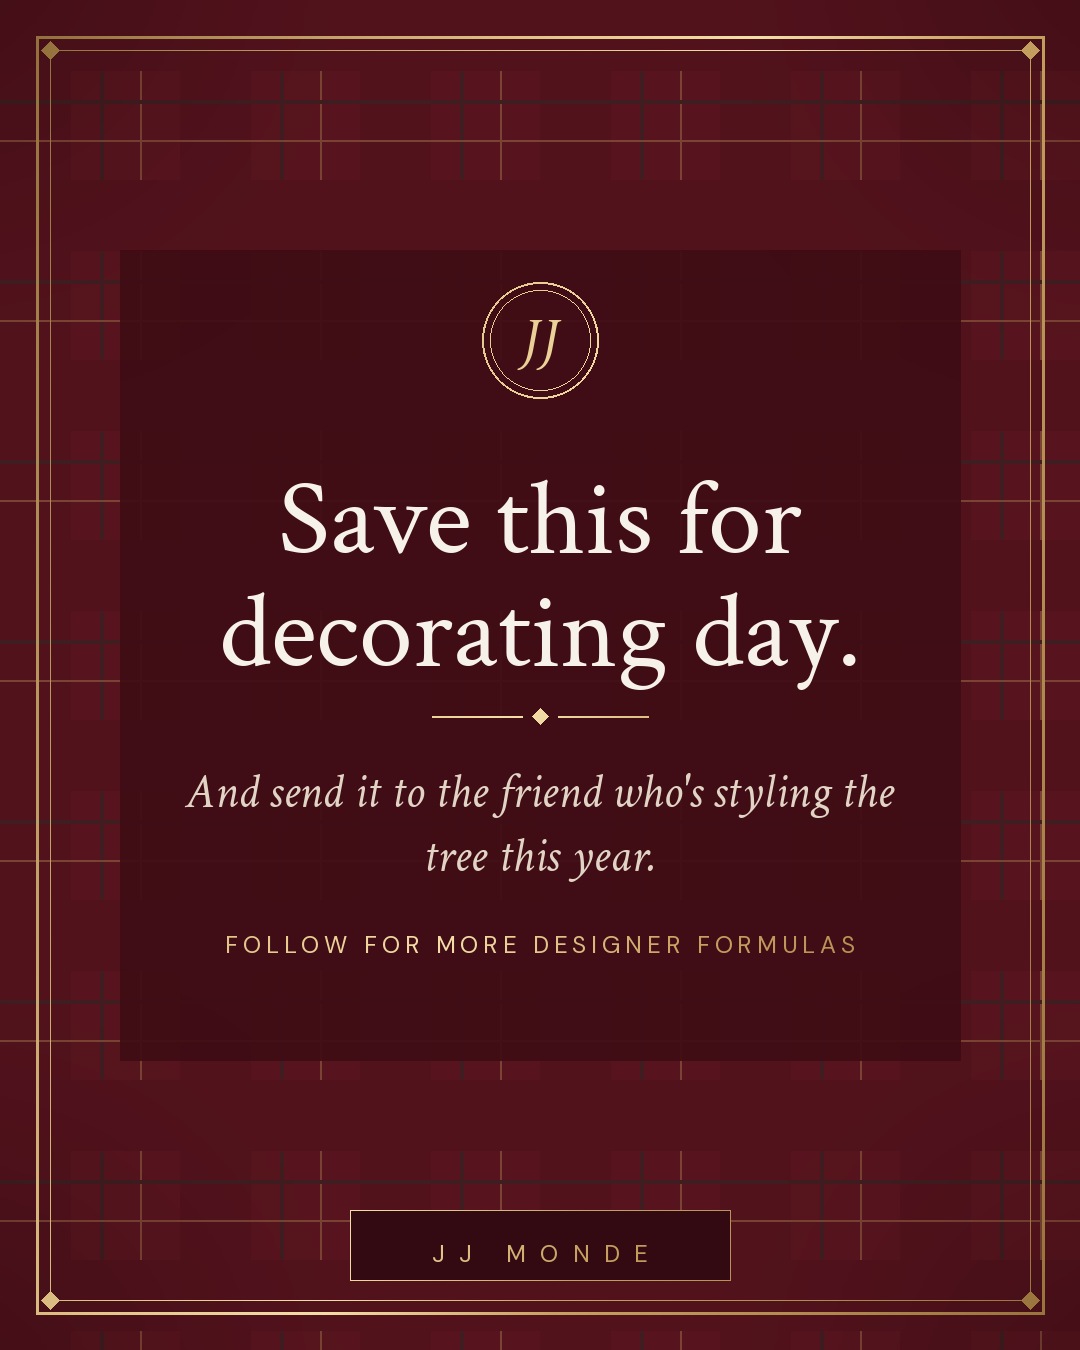 JJ
Save this for
decorating day.
And send it to the friend who's styling the
tree this year.
FOLLOW FOR MORE DESIGNER FORMULAS
JJ MONDE